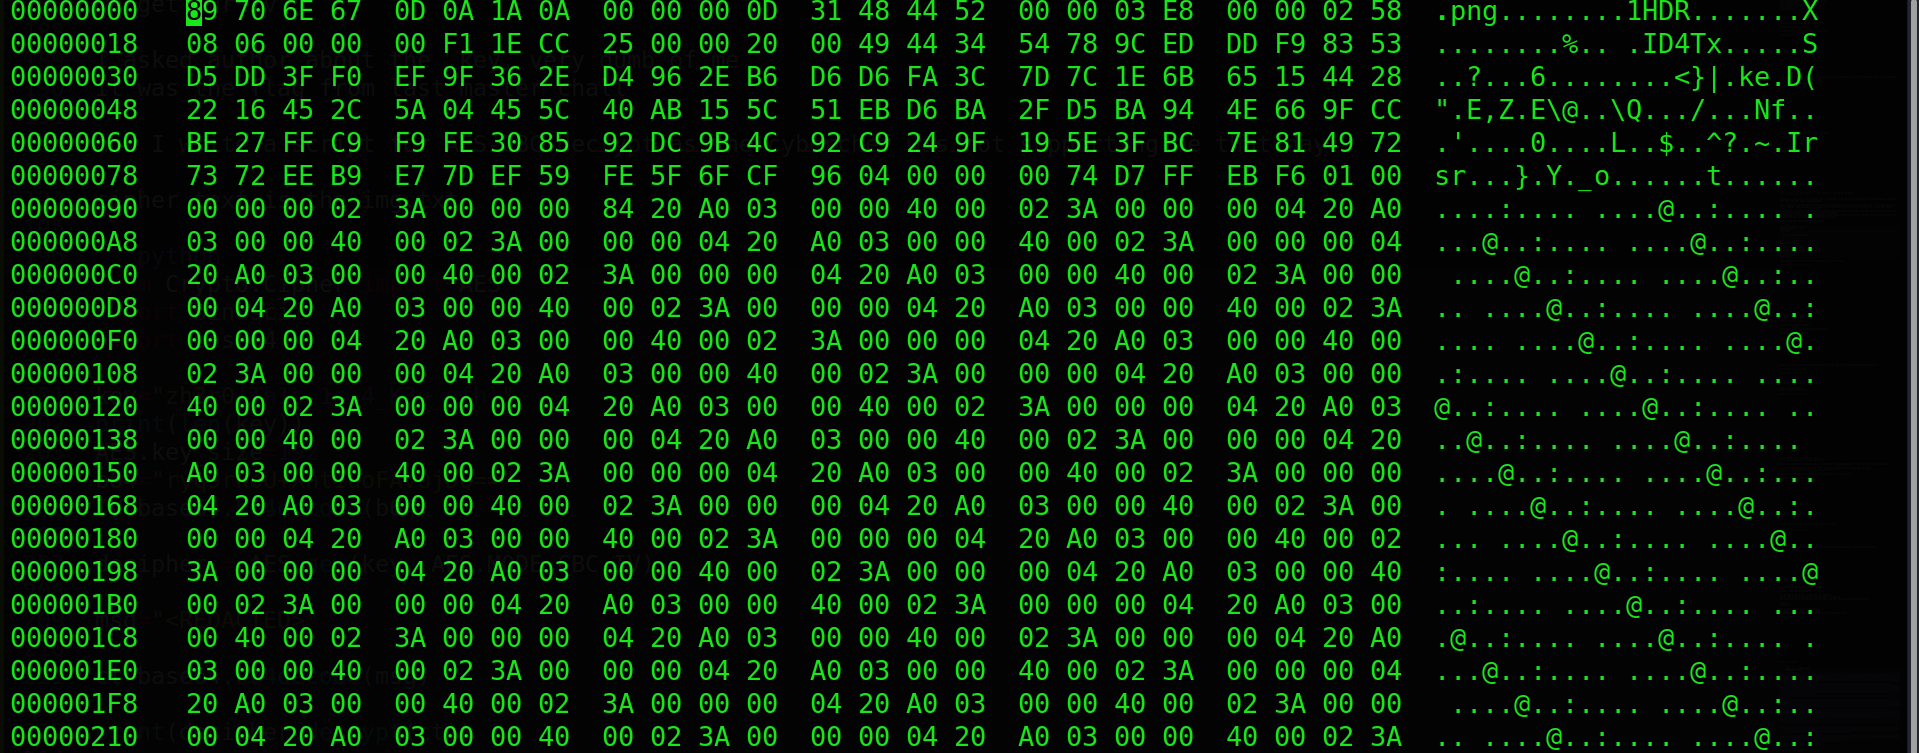 00000000 89 70 6E 67 0D 0A 1A 0A 00 00 00 0D 31 48 44 52 00 00 03 E8 00 00 02 58 .png........1HDR.......X
00000018 08 06 00 00 00 F1 1E CC 25 00 00 20 00 49 44 34 54 78 9C ED DD F9 83 53 ........%.. .ID4Tx.....S
00000030 D5 DD 3F F0 EF 9F 36 2E D4 96 2E B6 D6 D6 FA 3C 7D 7C 1E 6B 65 15 44 28 ..?...6........<}|.ke.D(
00000048 22 16 45 2C 5A 04 45 5C 40 AB 15 5C 51 EB D6 BA 2F D5 BA 94 4E 66 9F CC ".E,Z.E\@..\Q.../...Nf..
00000060 BE 27 FF C9 F9 FE 30 85 92 DC 9B 4C 92 C9 24 9F 19 5E 3F BC 7E 81 49 72 .'....0....L..$..^?.~.Ir
00000078 73 72 EE B9 E7 7D EF 59 FE 5F 6F CF 96 04 00 00 00 74 D7 FF EB F6 01 00 sr...}.Y._o......t......
00000090 00 00 00 02 3A 00 00 00 84 20 A0 03 00 00 40 00 02 3A 00 00 00 04 20 A0 ....:.... ....@..:.... .
000000A8 03 00 00 40 00 02 3A 00 00 00 04 20 A0 03 00 00 40 00 02 3A 00 00 00 04 ...@..:.... ....@..:....
000000C0 20 A0 03 00 00 40 00 02 3A 00 00 00 04 20 A0 03 00 00 40 00 02 3A 00 00  ....@..:.... ....@..:..
000000D8 00 04 20 A0 03 00 00 40 00 02 3A 00 00 00 04 20 A0 03 00 00 40 00 02 3A .. ....@..:.... ....@..:
000000F0 00 00 00 04 20 A0 03 00 00 40 00 02 3A 00 00 00 04 20 A0 03 00 00 40 00 .... ....@..:.... ....@.
00000108 02 3A 00 00 00 04 20 A0 03 00 00 40 00 02 3A 00 00 00 04 20 A0 03 00 00 .:.... ....@..:.... ....
00000120 40 00 02 3A 00 00 00 04 20 A0 03 00 00 40 00 02 3A 00 00 00 04 20 A0 03 @..:.... ....@..:.... ..
00000138 00 00 40 00 02 3A 00 00 00 04 20 A0 03 00 00 40 00 02 3A 00 00 00 04 20 ..@..:.... ....@..:.... 
00000150 A0 03 00 00 40 00 02 3A 00 00 00 04 20 A0 03 00 00 40 00 02 3A 00 00 00 ....@..:.... ....@..:...
00000168 04 20 A0 03 00 00 40 00 02 3A 00 00 00 04 20 A0 03 00 00 40 00 02 3A 00 . ....@..:.... ....@..:.
00000180 00 00 04 20 A0 03 00 00 40 00 02 3A 00 00 00 04 20 A0 03 00 00 40 00 02 ... ....@..:.... ....@..
00000198 3A 00 00 00 04 20 A0 03 00 00 40 00 02 3A 00 00 00 04 20 A0 03 00 00 40 :.... ....@..:.... ....@
000001B0 00 02 3A 00 00 00 04 20 A0 03 00 00 40 00 02 3A 00 00 00 04 20 A0 03 00 ..:.... ....@..:.... ...
000001C8 00 40 00 02 3A 00 00 00 04 20 A0 03 00 00 40 00 02 3A 00 00 00 04 20 A0 .@..:.... ....@..:.... .
000001E0 03 00 00 40 00 02 3A 00 00 00 04 20 A0 03 00 00 40 00 02 3A 00 00 00 04 ...@..:.... ....@..:....
000001F8 20 A0 03 00 00 40 00 02 3A 00 00 00 04 20 A0 03 00 00 40 00 02 3A 00 00  ....@..:.... ....@..:..
00000210 00 04 20 A0 03 00 00 40 00 02 3A 00 00 00 04 20 A0 03 00 00 40 00 02 3A .. ....@..:.... ....@..: